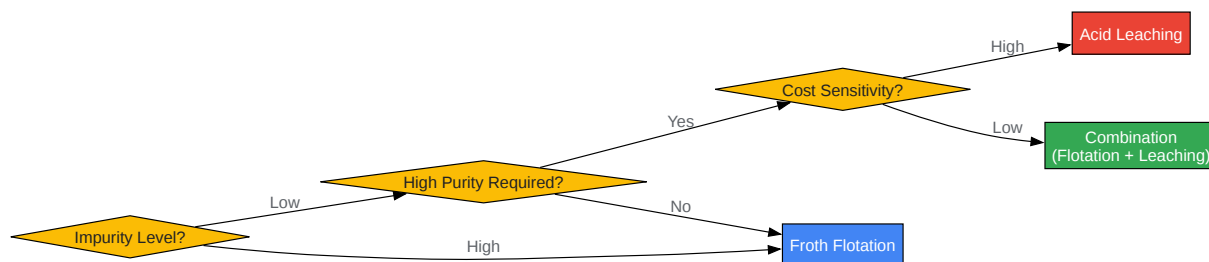 Acid Leaching
High
Cost Sensitivity?
Yes
Low
Combination
(Flotation + Leaching)
High Purity Required?
Low
No
Impurity Level?
High
Froth Flotation